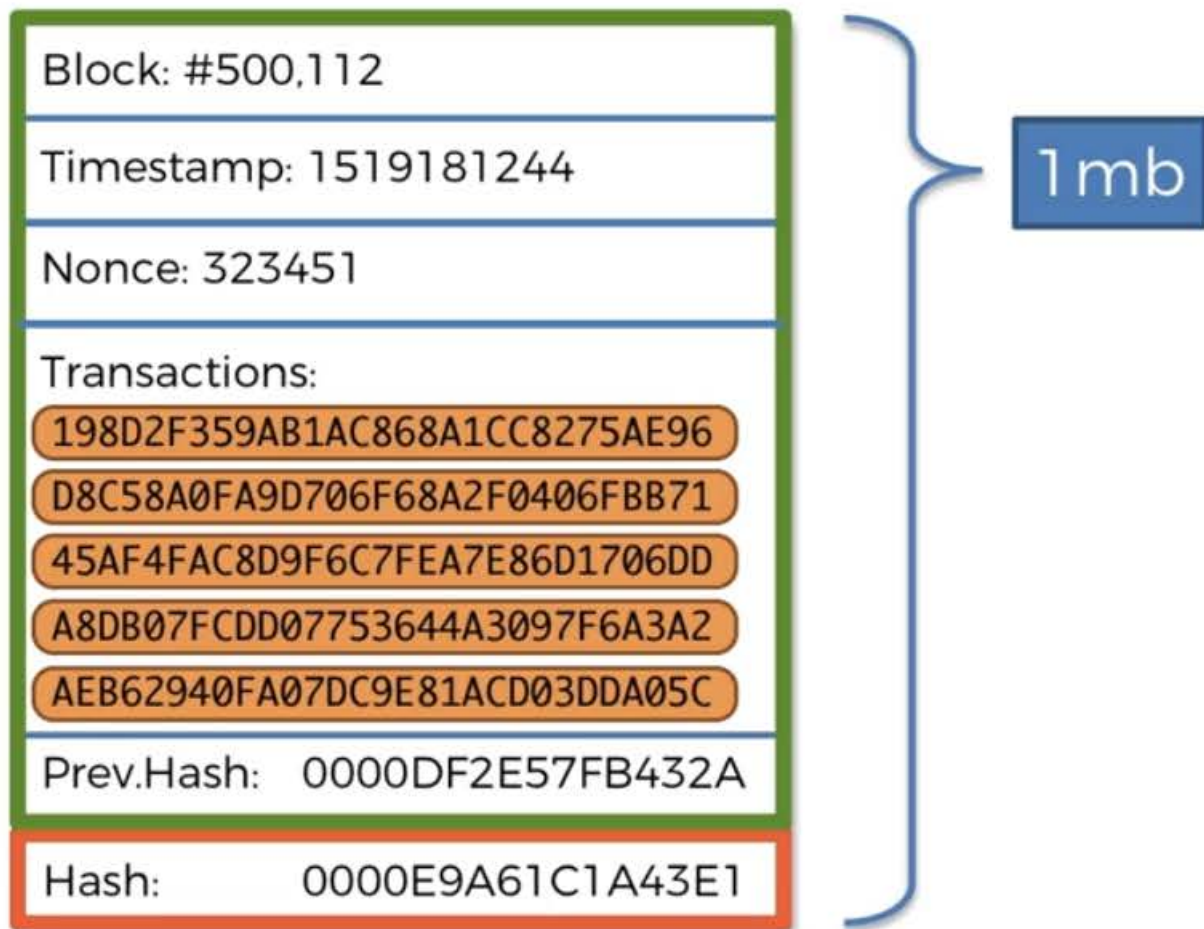 Block: #500,112
1mb
Timestamp: 1519181244
Nonce: 323451
Transactions:
198D2F359AB1AC868A1CC8275AE96
D8C58A0FA9D706F68A2F0406FBB71
45AF4FAC8D9F6C7FEA7E86D1706DD
A8DB07FCDD07753644A3097F6A3A2
AEB62940FA07DC9E81ACD03DDA05C
Prev.Hash: 0000DF2E57FB432A
Hash: 0000E9A61C1A43E1